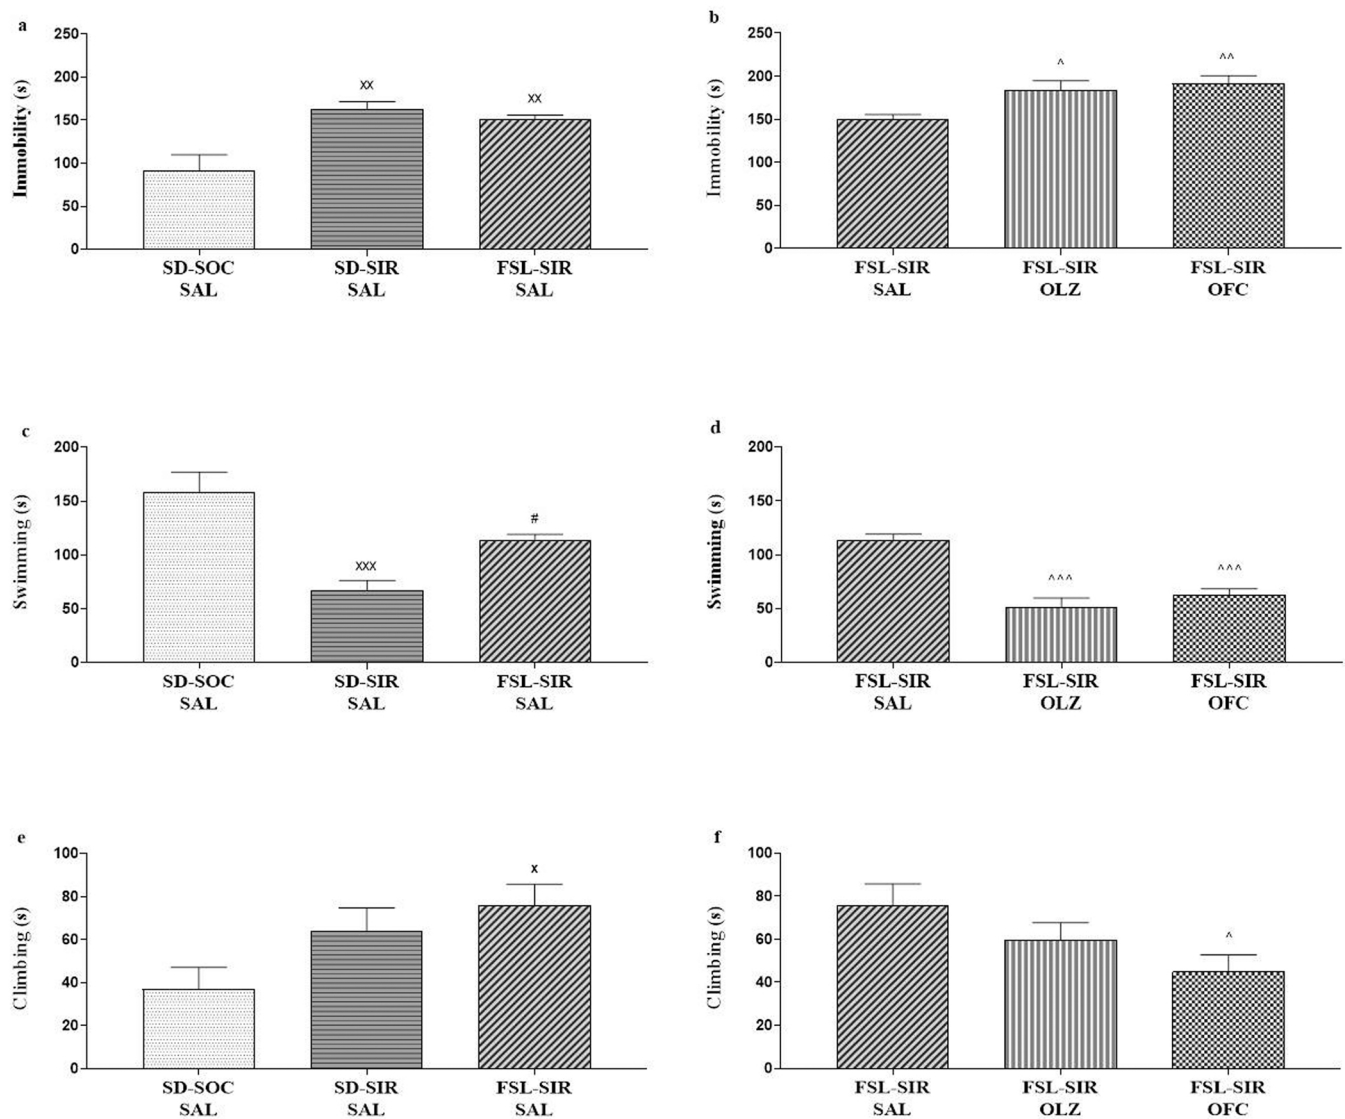 a
Immobility (s)
250
200
150
100
50
0
XX
XX
SD-SOC SD-SIR FSL-SIR
SAL SAL SAL
b
Immobility (s)
250
200
150
100
50
0
^
^^
FSL-SIR FSL-SIR FSL-SIR
SAL OLZ OFC
c
Swimming (s)
200
150
100
50
0
XXX
#
SD-SOC SD-SIR FSL-SIR
SAL SAL SAL
d
Swimming (s)
200
150
100
50
0
^^^
^^^
FSL-SIR FSL-SIR FSL-SIR
SAL OLZ OFC
e
Climbing (s)
100
80
60
40
20
0
x
SD-SOC SD-SIR FSL-SIR
SAL SAL SAL
f
Climbing (s)
100
80
60
40
20
0
^
FSL-SIR FSL-SIR FSL-SIR
SAL OLZ OFC